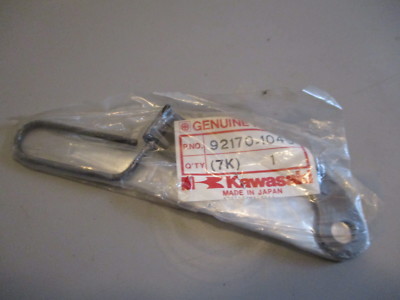 GENUINE
P.NO. 92170-104
Q'TY (7K) 1
Kawasaki
MADE IN JAPAN